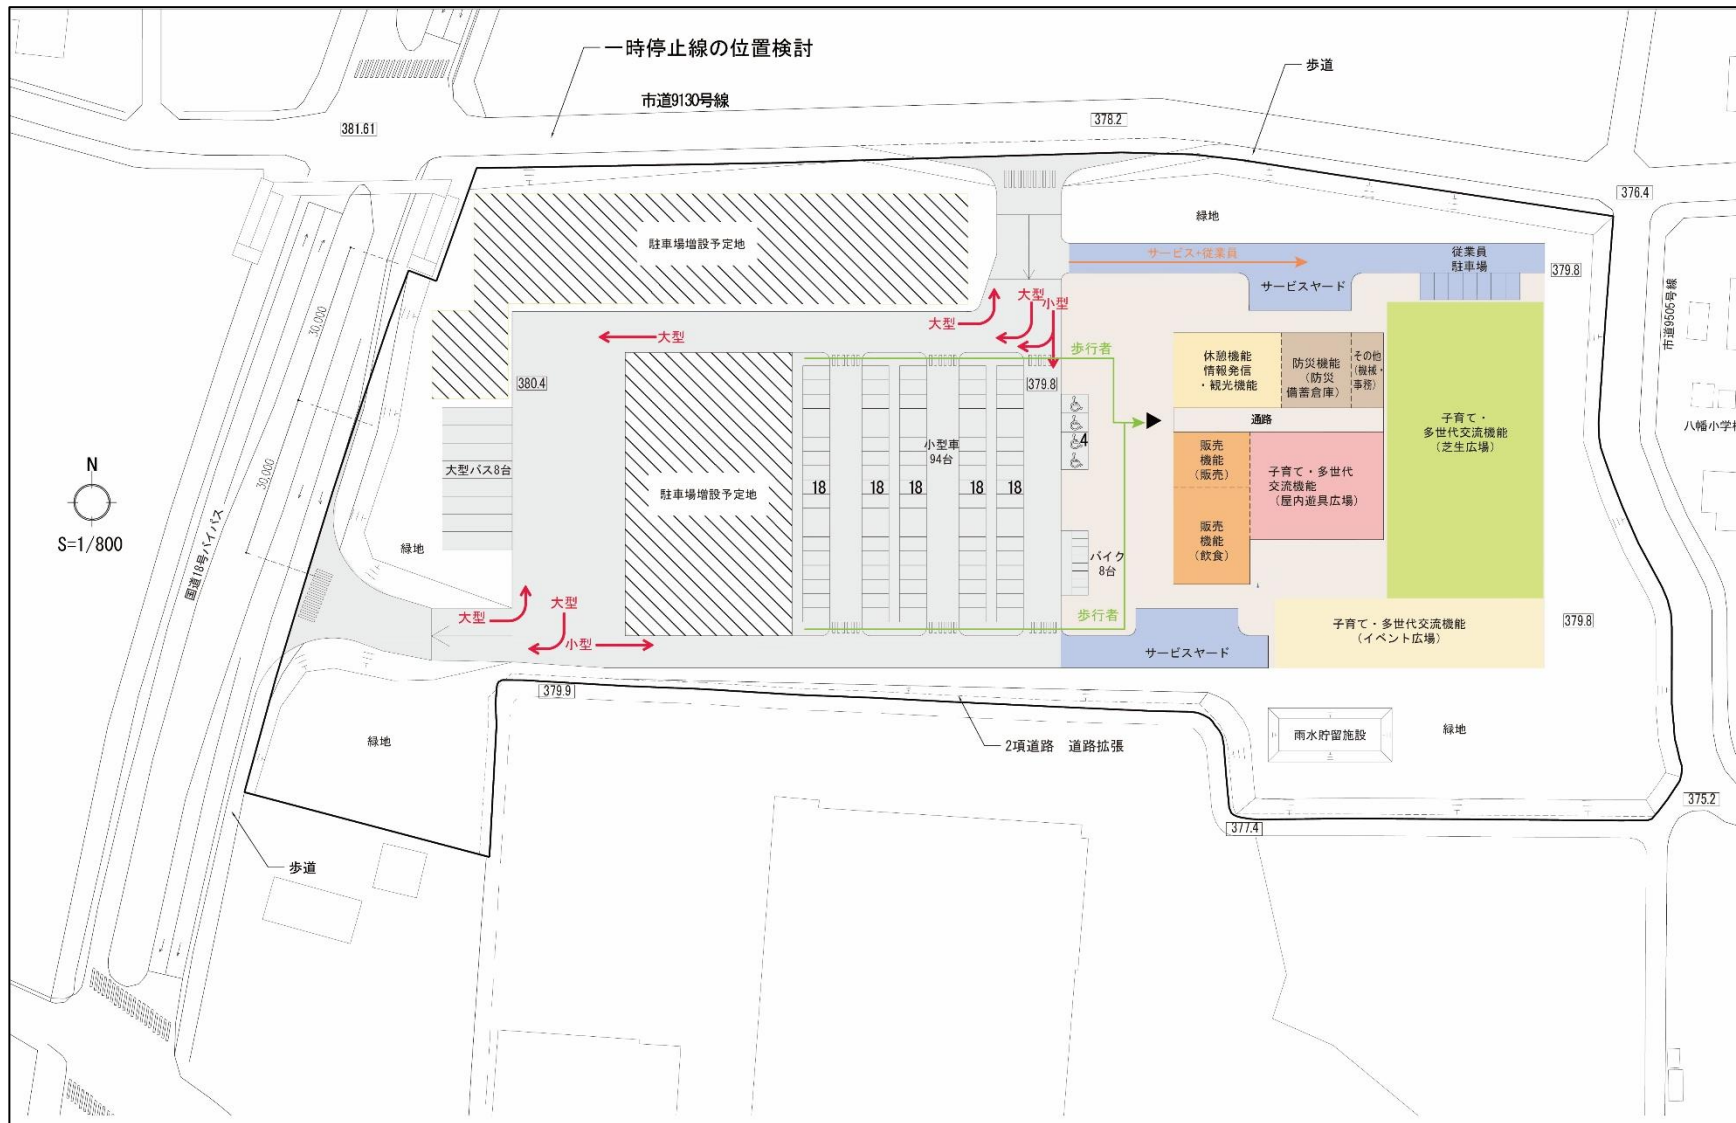 一時停止線の位置検討
歩道
市道9130号線
381.61
378.2
376.4
緑地
駐車場増設予定地
サービス+従業員
従業員
駐車場
379.8
サービスヤード
30,000
大型
大型
大型
小型
市道9505号線
歩行者
休憩機能
情報発信
・観光機能
防災機能
(防災
備蓄倉庫)
その他
(機械・
事務)
380.4
379.8
通路
子育て・
多世代交流機能
(芝生広場)
八幡小学校
小型車
94台
4
販売
機能
(販売)
子育て・多世代
交流機能
(屋内遊具広場)
大型バス8台
30,000
N
S=1/800
駐車場増設予定地
18
18
18
18
18
販売
機能
(飲食)
国道18号バイパス
緑地
バイク
8台
大型
大型
小型
歩行者
サービスヤード
子育て・多世代交流機能
(イベント広場)
379.8
379.9
緑地
2項道路 道路拡張
雨水貯留施設
緑地
375.2
377.4
歩道